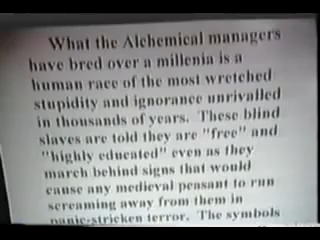 What the Alchemical managers
have bred over a millenia is a
human race of the most wretched
stupidity and ignorance unrivalled
in thousands of years. These blind
slaves are told they are "free" and
"highly educated" even as they
march behind signs that would
cause any medieval peasant to run
screaming away from them in
panic-stricken terror. The symbols